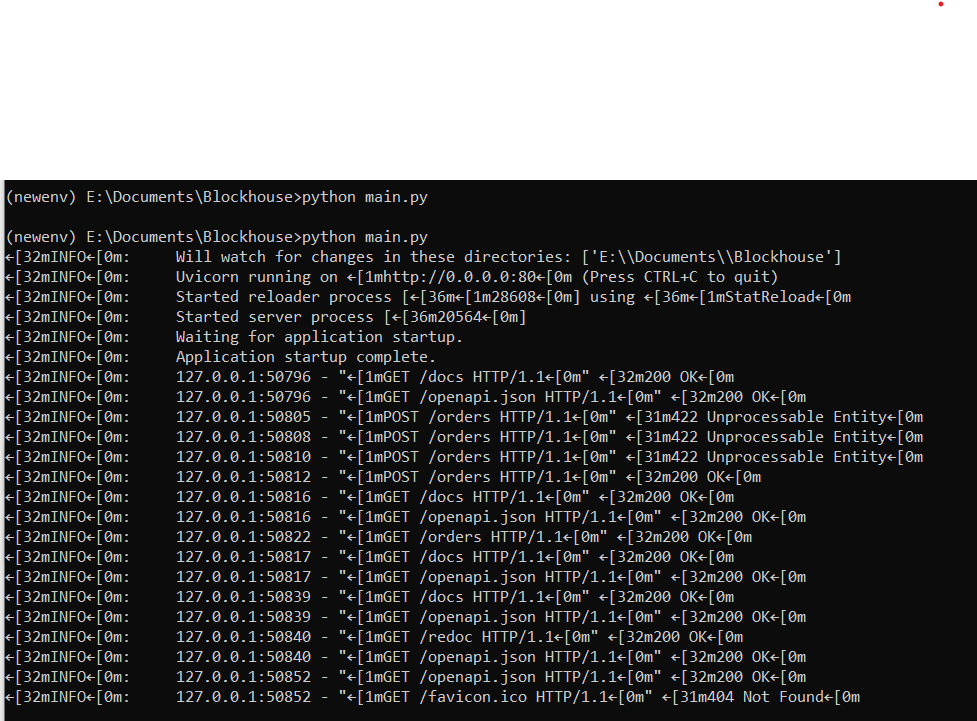 (newenv) E:\Documents\Blockhouse>python main.py
(newenv) E:\Documents\Blockhouse>python main.py
←[32mINFO←[0m:     Will watch for changes in these directories: ['E:\\Documents\\Blockhouse']
←[32mINFO←[0m:     Uvicorn running on ←[1mhttp://0.0.0.0:80←[0m (Press CTRL+C to quit)
←[32mINFO←[0m:     Started reloader process [←[36m←[1m28608←[0m] using ←[36m←[1mStatReload←[0m
←[32mINFO←[0m:     Started server process [←[36m20564←[0m]
←[32mINFO←[0m:     Waiting for application startup.
←[32mINFO←[0m:     Application startup complete.
←[32mINFO←[0m:     127.0.0.1:50796 - "←[1mGET /docs HTTP/1.1←[0m" ←[32m200 OK←[0m
←[32mINFO←[0m:     127.0.0.1:50796 - "←[1mGET /openapi.json HTTP/1.1←[0m" ←[32m200 OK←[0m
←[32mINFO←[0m:     127.0.0.1:50805 - "←[1mPOST /orders HTTP/1.1←[0m" ←[31m422 Unprocessable Entity←[0m
←[32mINFO←[0m:     127.0.0.1:50808 - "←[1mPOST /orders HTTP/1.1←[0m" ←[31m422 Unprocessable Entity←[0m
←[32mINFO←[0m:     127.0.0.1:50810 - "←[1mPOST /orders HTTP/1.1←[0m" ←[31m422 Unprocessable Entity←[0m
←[32mINFO←[0m:     127.0.0.1:50812 - "←[1mPOST /orders HTTP/1.1←[0m" ←[32m200 OK←[0m
←[32mINFO←[0m:     127.0.0.1:50816 - "←[1mGET /docs HTTP/1.1←[0m" ←[32m200 OK←[0m
←[32mINFO←[0m:     127.0.0.1:50816 - "←[1mGET /openapi.json HTTP/1.1←[0m" ←[32m200 OK←[0m
←[32mINFO←[0m:     127.0.0.1:50822 - "←[1mGET /orders HTTP/1.1←[0m" ←[32m200 OK←[0m
←[32mINFO←[0m:     127.0.0.1:50817 - "←[1mGET /docs HTTP/1.1←[0m" ←[32m200 OK←[0m
←[32mINFO←[0m:     127.0.0.1:50817 - "←[1mGET /openapi.json HTTP/1.1←[0m" ←[32m200 OK←[0m
←[32mINFO←[0m:     127.0.0.1:50839 - "←[1mGET /docs HTTP/1.1←[0m" ←[32m200 OK←[0m
←[32mINFO←[0m:     127.0.0.1:50839 - "←[1mGET /openapi.json HTTP/1.1←[0m" ←[32m200 OK←[0m
←[32mINFO←[0m:     127.0.0.1:50840 - "←[1mGET /redoc HTTP/1.1←[0m" ←[32m200 OK←[0m
←[32mINFO←[0m:     127.0.0.1:50840 - "←[1mGET /openapi.json HTTP/1.1←[0m" ←[32m200 OK←[0m
←[32mINFO←[0m:     127.0.0.1:50852 - "←[1mGET /openapi.json HTTP/1.1←[0m" ←[32m200 OK←[0m
←[32mINFO←[0m:     127.0.0.1:50852 - "←[1mGET /favicon.ico HTTP/1.1←[0m" ←[31m404 Not Found←[0m